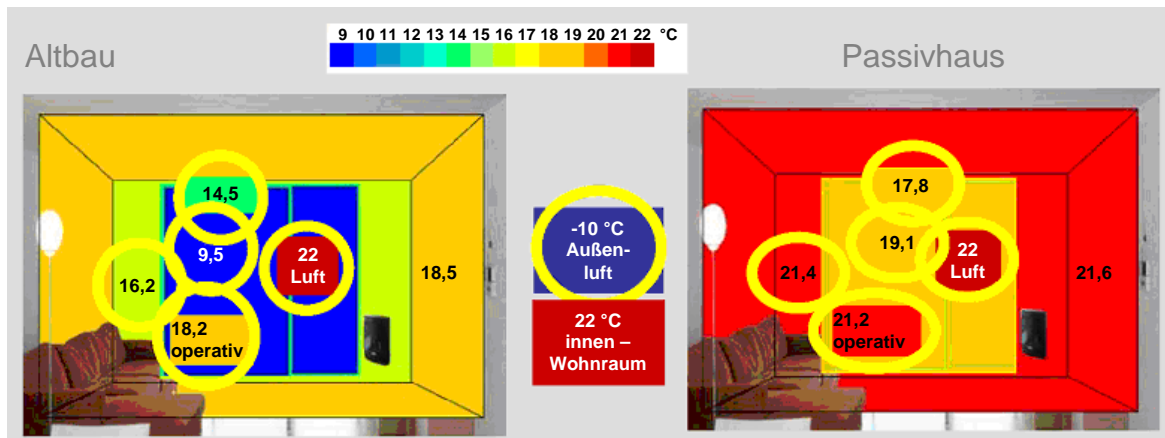 9 10 11 12 13 14 15 16 17 18 19 20 21 22 °C
Altbau
Passivhaus
14,5
9,5
22
Luft
16,2
18,5
18,2
operativ
-10 °C
Außen-
luft
22 °C
innen –
Wohnraum
17,8
19,1
22
Luft
21,4
21,6
21,2
operativ